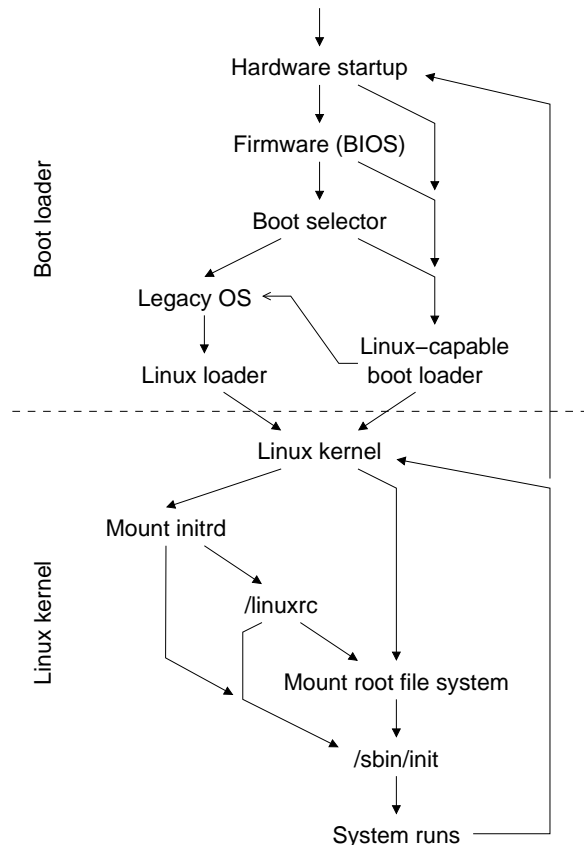 Hardware startup
Firmware (BIOS)
Boot selector
Boot loader
Legacy OS
Linux−capable
boot loader
Linux loader
Linux kernel
Mount initrd
/linuxrc
Linux kernel
Mount root file system
/sbin/init
System runs